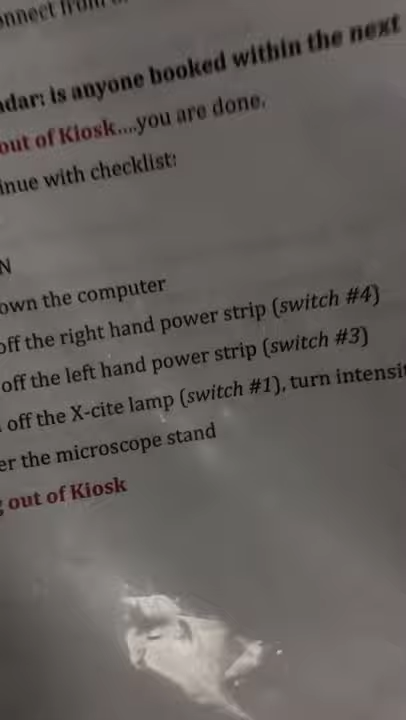 onnect from
ndar: is anyone booked within the next
out of Kiosk....you are done.
inue with checklist:
N
own the computer
off the right hand power strip (switch #4)
off the left hand power strip (switch #3)
off the X-cite lamp (switch #1), turn intensit
er the microscope stand
g out of Kiosk